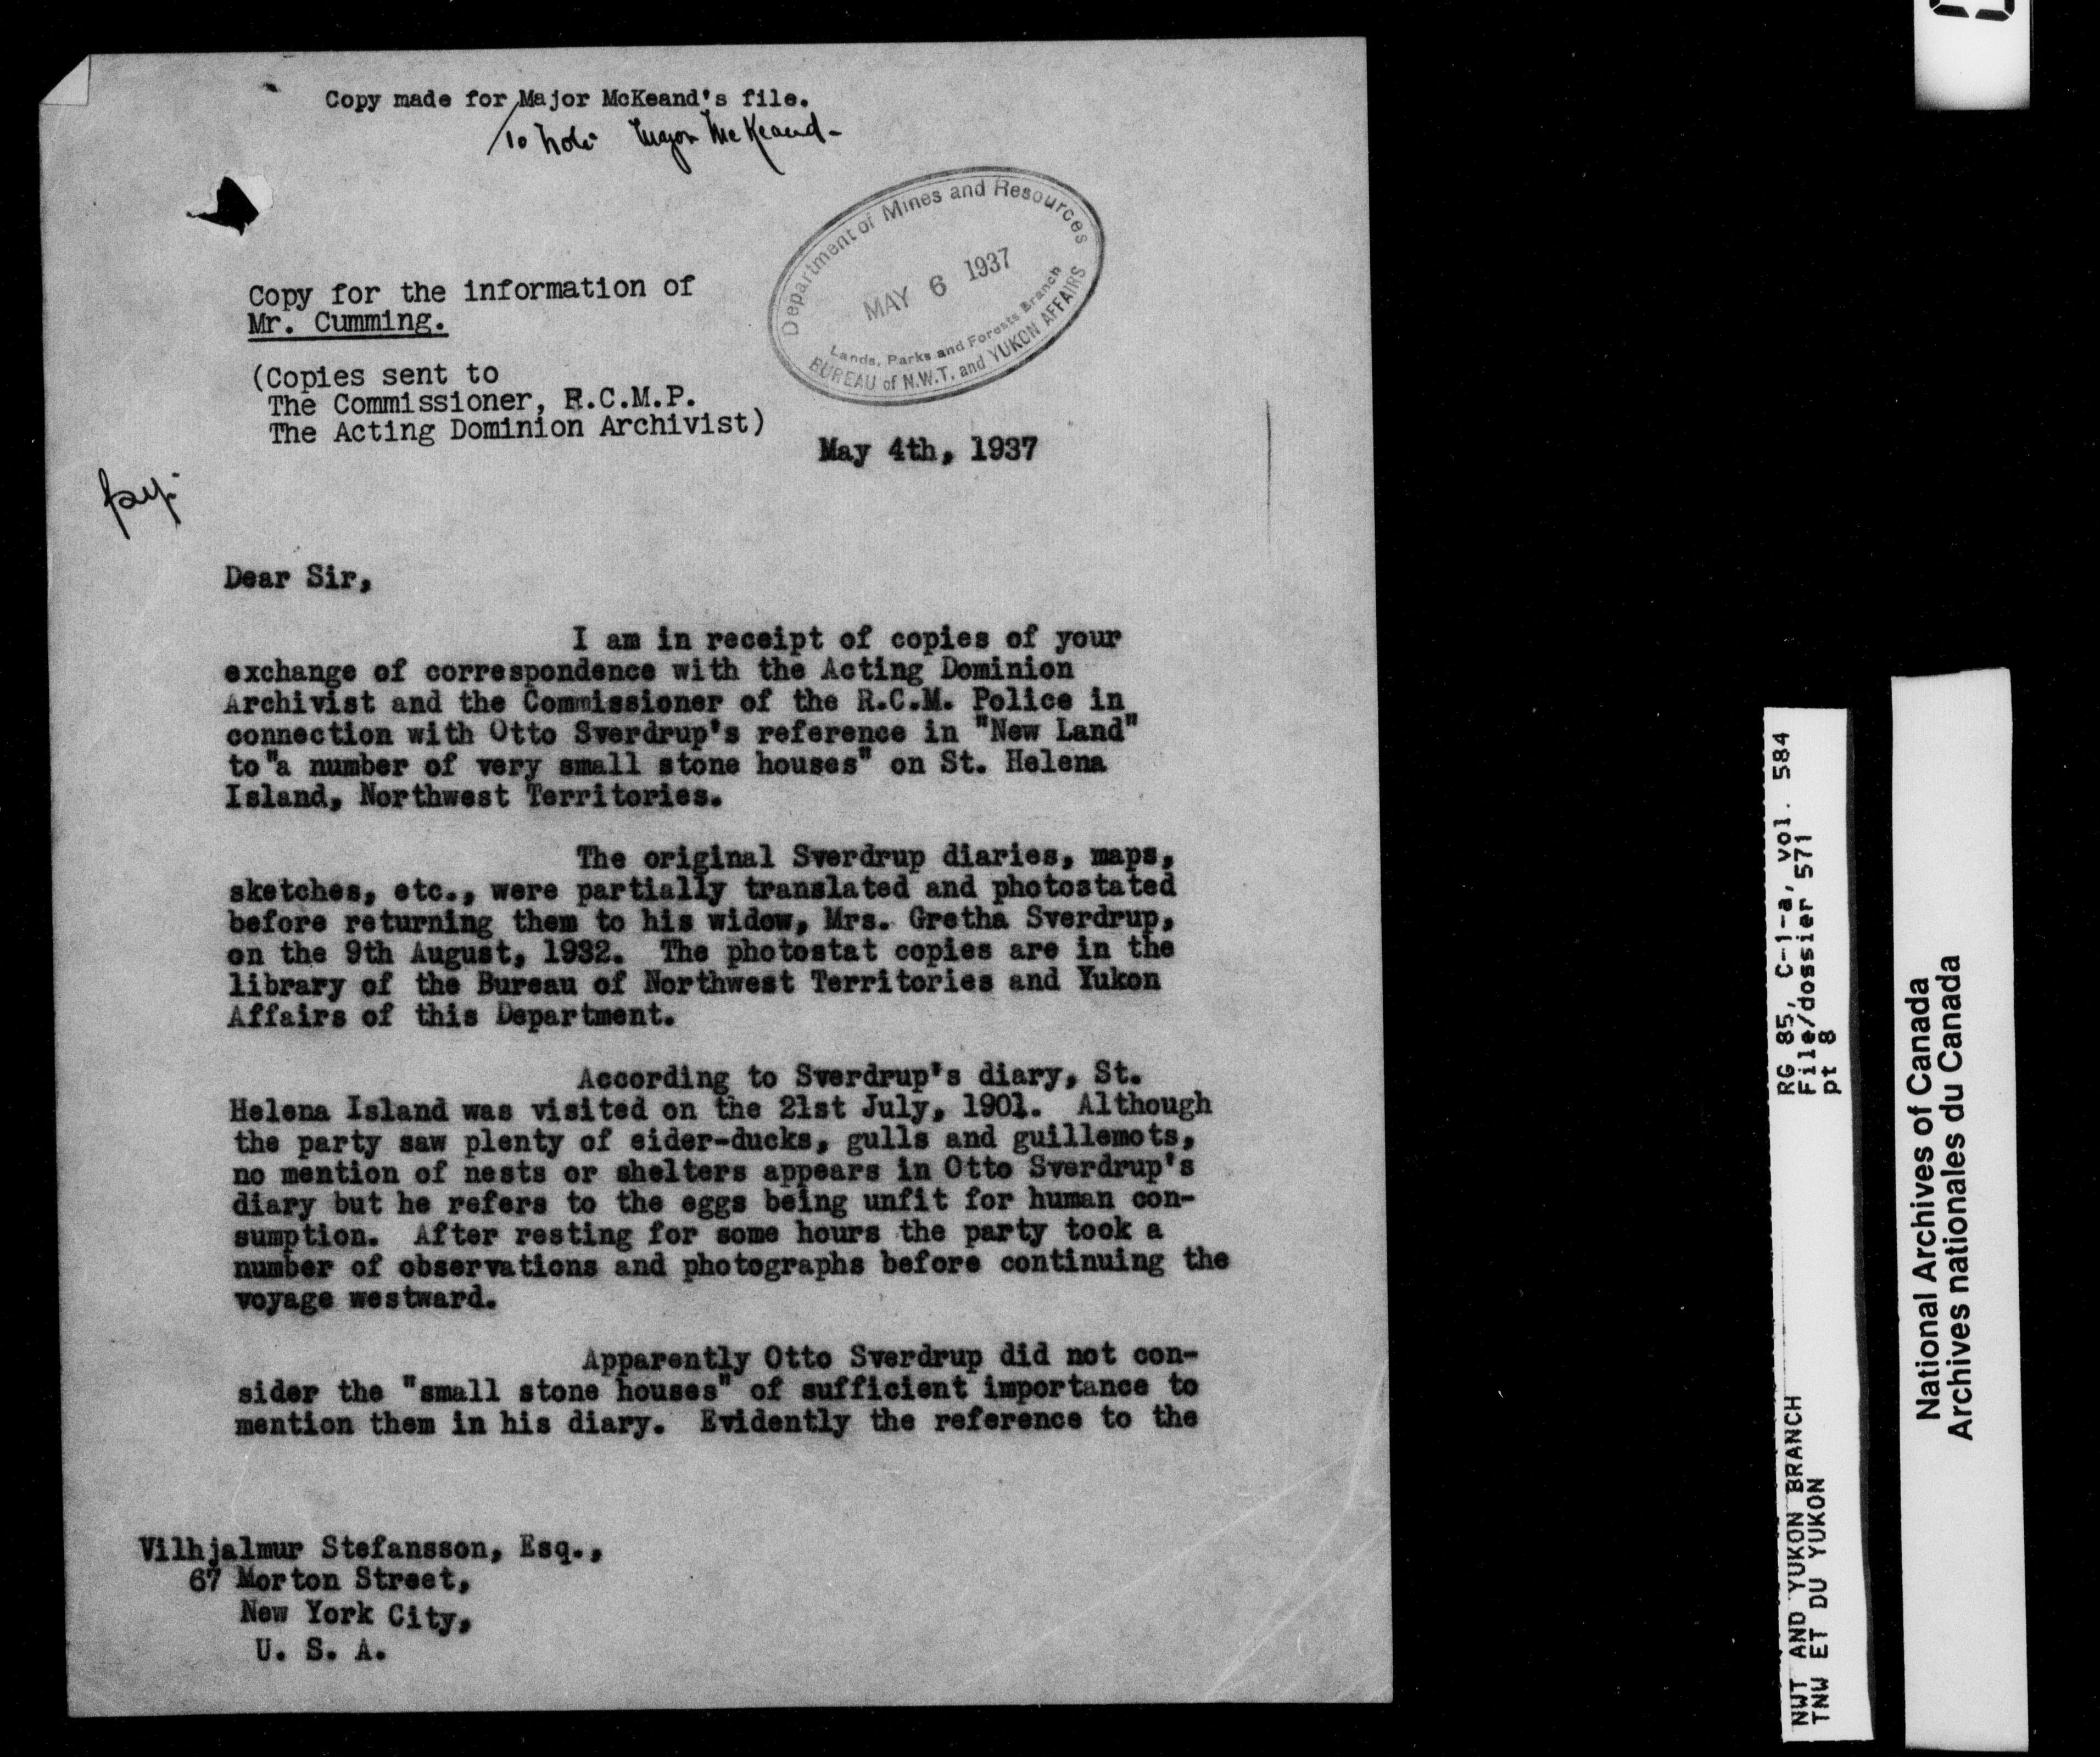 Copy made for Major McKeand's file.
To note Major McKeand-
Department of Mines and Resources
MAY 6 1937
Lands, Parks and Forests Branch
BUREAU of N.W.T. and YUKON AFFAIRS
Copy for the information of
Mr. Cumming.
(Copies sent to
The Commissioner, R.C.M.P.
The Acting Dominion Archivist)
May 4th, 1937
Dear Sir,
I am in receipt of copies of your
exchange of correspondence with the Acting Dominion
Archivist and the Commissioner of the R.C.M. Police in
connection with Otto Sverdrup's reference in "New Land"
to "a number of very small stone houses" on St. Helena
Island, Northwest Territories.
The original Sverdrup diaries, maps,
sketches, etc., were partially translated and photostated
before returning them to his widow, Mrs. Gretha Sverdrup,
on the 9th August, 1932. The photostat copies are in the
library of the Bureau of Northwest Territories and Yukon
Affairs of this Department.
According to Sverdrup's diary, St.
Helena Island was visited on the 21st July, 1901. Although
the party saw plenty of eider-ducks, gulls and guillemots,
no mention of nests or shelters appears in Otto Sverdrup's
diary but he refers to the eggs being unfit for human con-
sumption. After resting for some hours the party took a
number of observations and photographs before continuing the
voyage westward.
Apparently Otto Sverdrup did not con-
sider the "small stone houses" of sufficient importance to
mention them in his diary. Evidently the reference to the
Vilhjalmur Stefansson, Esq.,
67 Morton Street,
New York City,
U. S. A.
RG 85, C-1-a, vol. 584
File/dossier 571
pt 8
NWT AND YUKON BRANCH
TNW ET DU YUKON
National Archives of Canada
Archives nationales du Canada